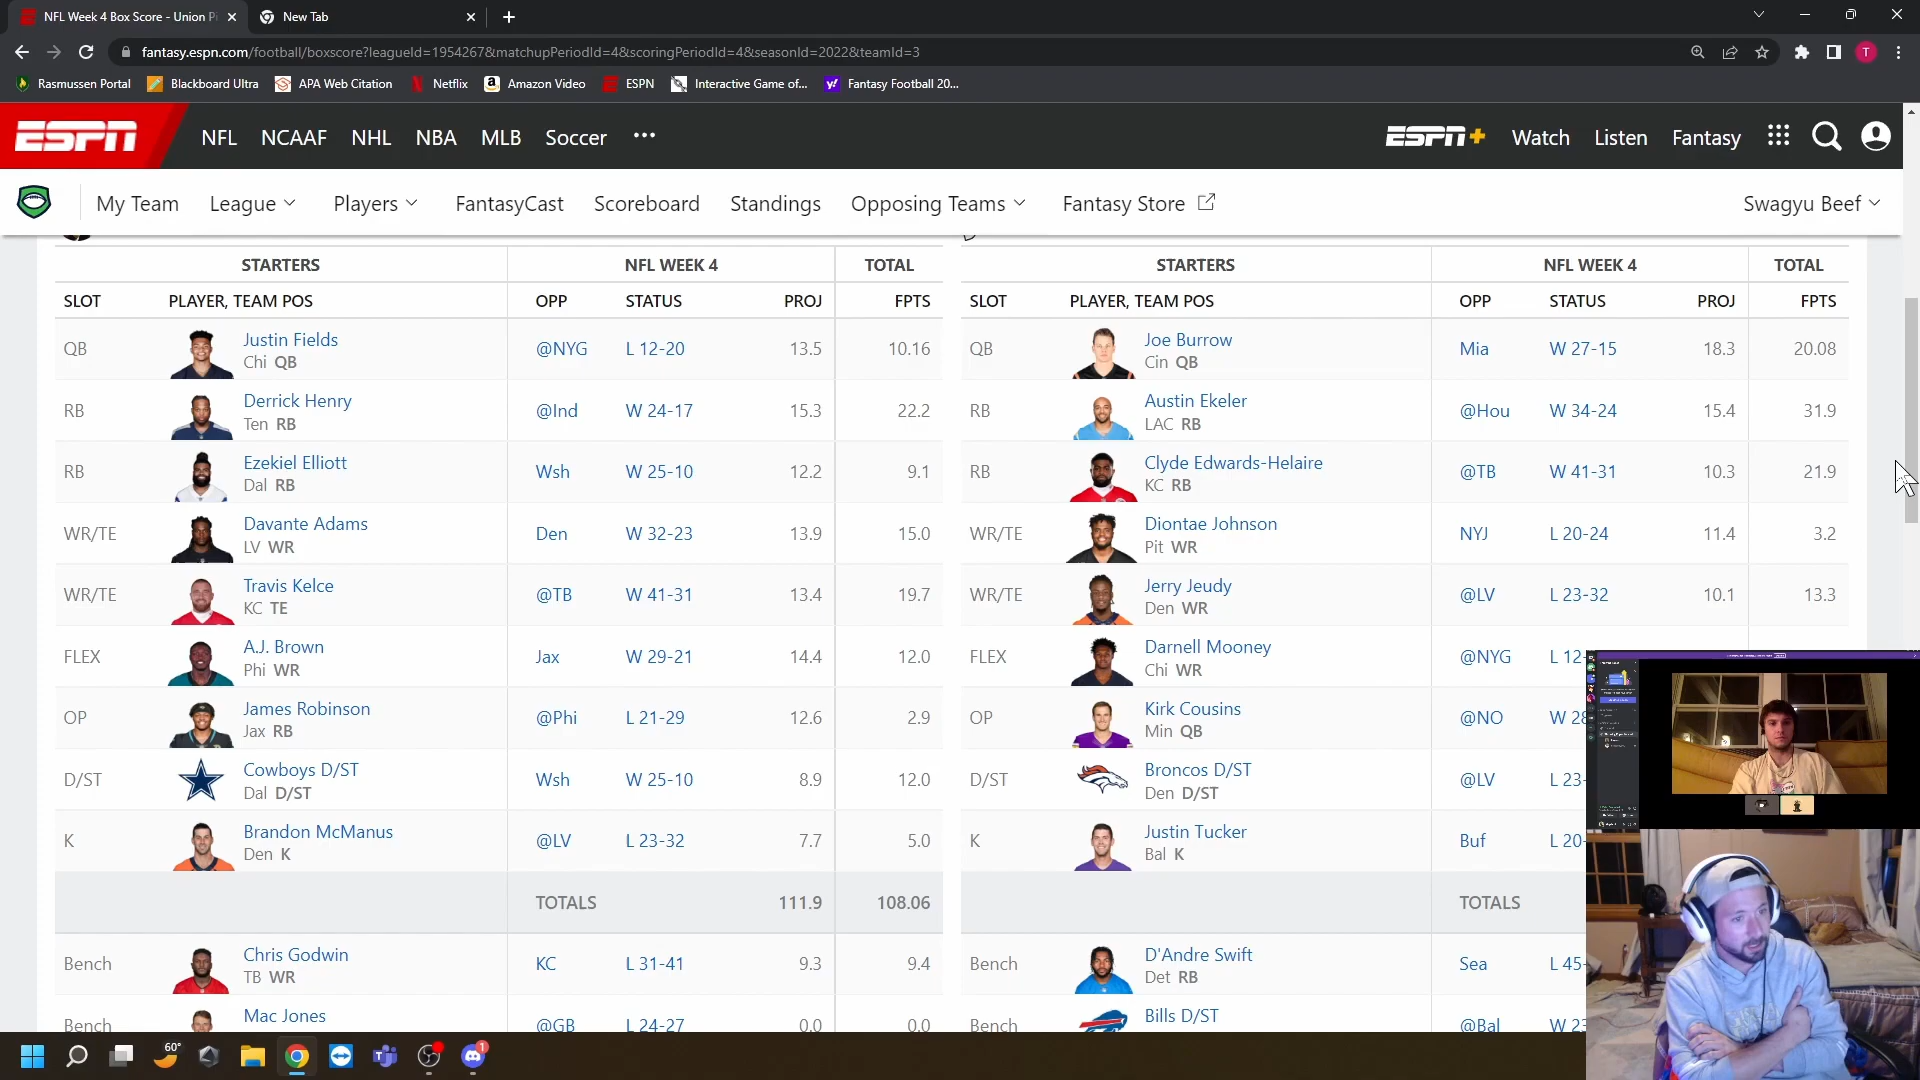 NFL Week 4 Box Score - Union Pi
New Tab
fantasy.espn.com/football/boxscore?leagueId=1954267&matchupPeriodId=4&scoringPeriodId=4&seasonId=2022&teamId=3
T
Rasmussen Portal Blackboard Ultra APA Web Citation Netflix Amazon Video ESPN Interactive Game of... Fantasy Football 20...
ESPN NFL NCAAF NHL NBA MLB Soccer ••• ESPN+ Watch Listen Fantasy
My Team League Players FantasyCast Scoreboard Standings Opposing Teams Fantasy Store Swagyu Beef
STARTERS NFL WEEK 4 TOTAL STARTERS NFL WEEK 4 TOTAL
SLOT PLAYER, TEAM POS OPP STATUS PROJ FPTS SLOT PLAYER, TEAM POS OPP STATUS PROJ FPTS
QB Justin Fields @NYG L 12-20 13.5 10.16 QB Joe Burrow Mia W 27-15 18.3 20.08
Chi QB Cin QB
RB Derrick Henry @Ind W 24-17 15.3 22.2 RB Austin Ekeler @Hou W 34-24 15.4 31.9
Ten RB LAC RB
RB Ezekiel Elliott Wsh W 25-10 12.2 9.1 RB Clyde Edwards-Helaire @TB W 41-31 10.3 21.9
Dal RB KC RB
WR/TE Davante Adams Den W 32-23 13.9 15.0 WR/TE Diontae Johnson NYJ L 20-24 11.4 3.2
LV WR Pit WR
WR/TE Travis Kelce @TB W 41-31 13.4 19.7 WR/TE Jerry Jeudy @LV L 23-32 10.1 13.3
KC TE Den WR
FLEX A.J. Brown Jax W 29-21 14.4 12.0 FLEX Darnell Mooney @NYG L 12-
Phi WR Chi WR
OP James Robinson @Phi L 21-29 12.6 2.9 OP Kirk Cousins @NO W 28
Jax RB Min QB
D/ST Cowboys D/ST Wsh W 25-10 8.9 12.0 D/ST Broncos D/ST @LV L 23-
Dal D/ST Den D/ST
K Brandon McManus @LV L 23-32 7.7 5.0 K Justin Tucker Buf L 20-
Den K Bal K
TOTALS 111.9 108.06 TOTALS
Bench Chris Godwin KC L 31-41 9.3 9.4 Bench D'Andre Swift Sea L 45-
TB WR Det RB
Bench Mac Jones @GB L 24-27 0.0 0.0 Bench Bills D/ST @Bal W 23
60°
1